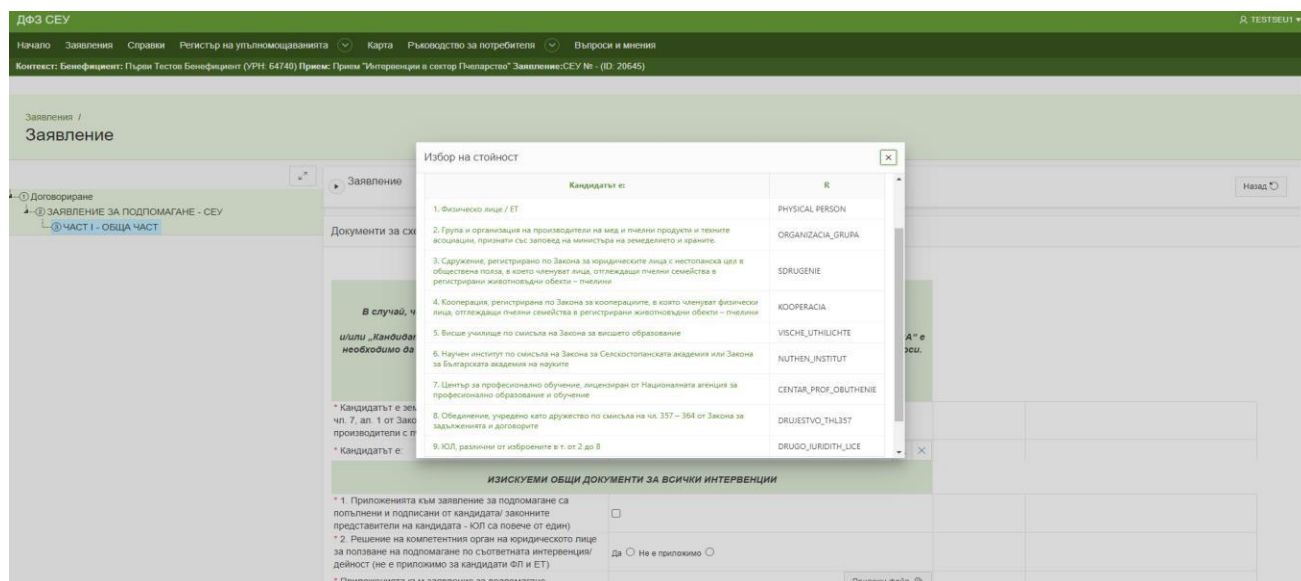 ДФЗ СЕУ
TESTSEU1
Начало Заявления Справки Регистър на упълномощаванията Карта Ръководство за потребителя Въпроси и мнения
Контекст: Бенефициент: Първи Тестов Бенефициент (УРН: 64740) Прием: Прием "Интервенции в сектор Пчеларство" Заявление:СЕУ № - (ID: 20645)
Заявления /
Заявление
Договориране
ЗАЯВЛЕНИЕ ЗА ПОДПОМАГАНЕ - СЕУ
ЧАСТ I - ОБЩА ЧАСТ
Заявление
Назад
Документи за схе
Избор на стойност
Кандидатът е: R
1. Физическо лице / ЕТ PHYSICAL PERSON
2. Група и организация на производители на мед и пчелни продукти и техните
асоциации, признати със заповед на министъра на земеделието и храните.
ORGANIZACIA_GRUPA
3. Сдружение, регистрирано по Закона за юридическите лица с нестопанска цел в
обществена полза, в което членуват лица, отглеждащи пчелни семейства в
регистрирани животновъдни обекти – пчелини
SDRUGENIE
4. Кооперация, регистрирана по Закона за кооперациите, в която членуват физически
лица, отглеждащи пчелни семейства в регистрирани животновъдни обекти – пчелини
KOOPERACIA
5. Висше училище по смисъла на Закона за висшето образование VISCHE_UTHILICHTE
6. Научен институт по смисъла на Закона за Селскостопанската академия или Закона
за Българската академия на науките
NUTHEN_INSTITUT
7. Център за професионално обучение, лицензиран от Националната агенция за
професионално образование и обучение
CENTAR_PROF_OBUTHENIE
8. Обединение, учредено като дружество по смисъла на чл. 357 – 364 от Закона за
задълженията и договорите
DRUJESTVO_THL357
9. ЮЛ, различни от изброените в т. от 2 до 8 DRUGO_IURIDITH_LICE
В случай, ч
и/или „Кандидат
А" е
необходимо да
* Кандидатът е зем
чл. 7, ал. 1 от Зако
производители с п
* Кандидатът е:
ИЗИСКУЕМИ ОБЩИ ДОКУМЕНТИ ЗА ВСИЧКИ ИНТЕРВЕНЦИИ
* 1. Приложенията към заявление за подпомагане са
попълнени и подписани от кандидата/ законните
представители на кандидата - ЮЛ са повече от един)
* 2. Решение на компетентния орган на юридическото лице
за ползване на подпомагане по съответната интервенция/
дейност (не е приложимо за кандидати ФЛ и ЕТ)
Да Не е приложимо